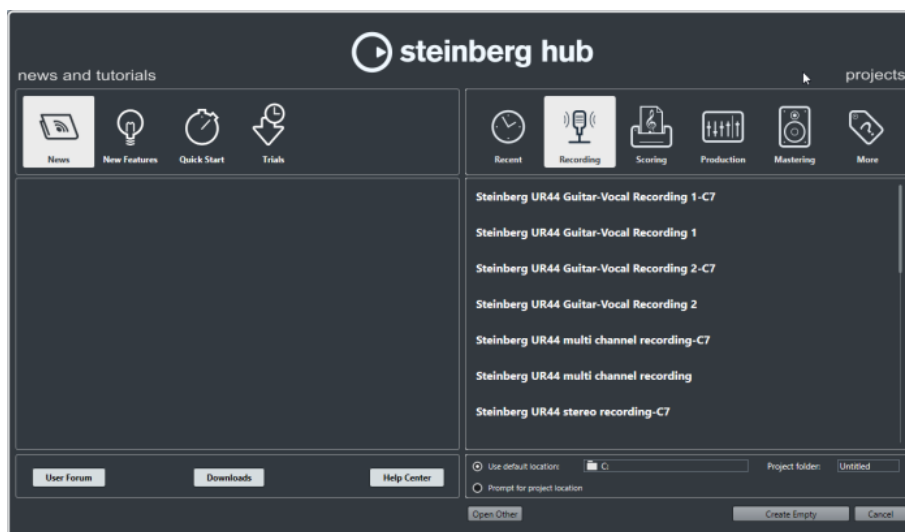 steinberg hub
news and tutorials
projects
News
New Features
Quick Start
Trials
Recent
Recording
Scoring
Production
Mastering
More
Steinberg UR44 Guitar-Vocal Recording 1-C7
Steinberg UR44 Guitar-Vocal Recording 1
Steinberg UR44 Guitar-Vocal Recording 2-C7
Steinberg UR44 Guitar-Vocal Recording 2
Steinberg UR44 multi channel recording-C7
Steinberg UR44 multi channel recording
Steinberg UR44 stereo recording-C7
User Forum
Downloads
Help Center
Use default location:
C:
Project folder:
Untitled
Prompt for project location
Open Other
Create Empty
Cancel